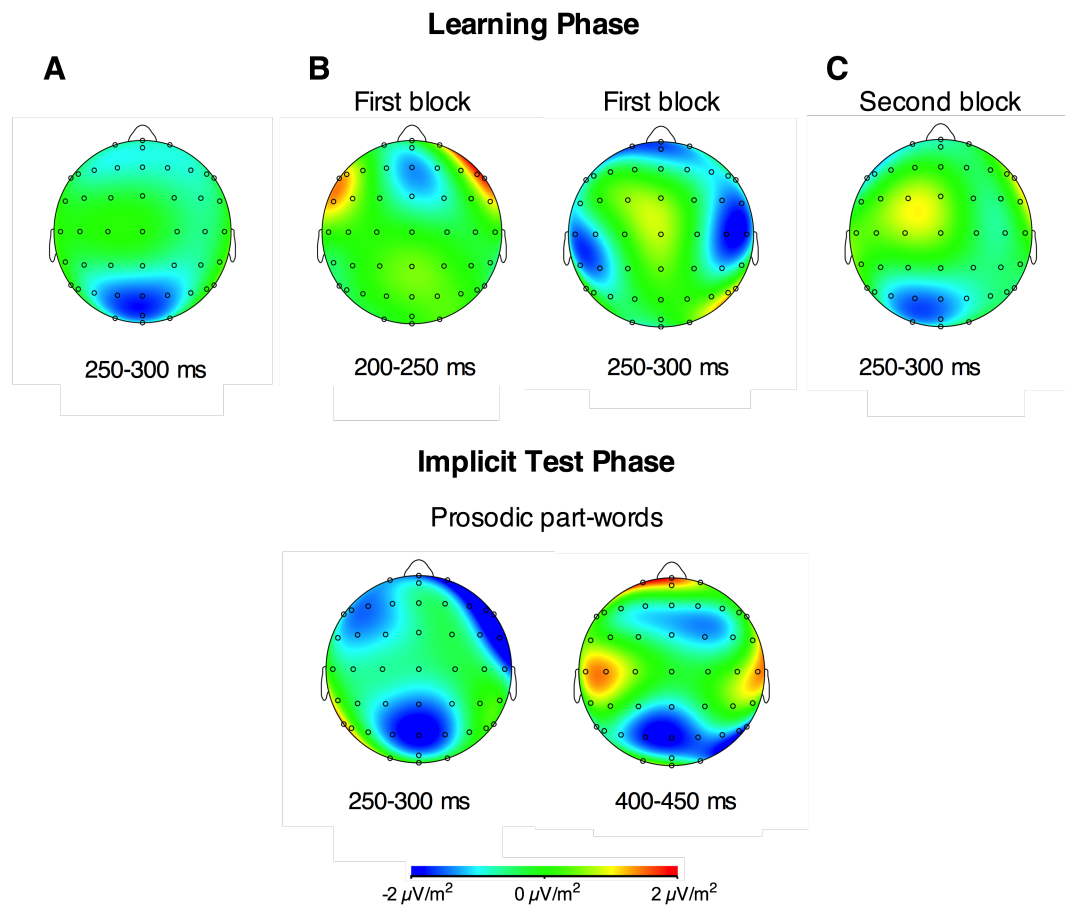 Learning Phase
A
B
C
First block
First block
Second block
250-300 ms
200-250 ms
250-300 ms
250-300 ms
Implicit Test Phase
Prosodic part-words
250-300 ms
400-450 ms
-2 µV/m²
0 µV/m²
2 µV/m²